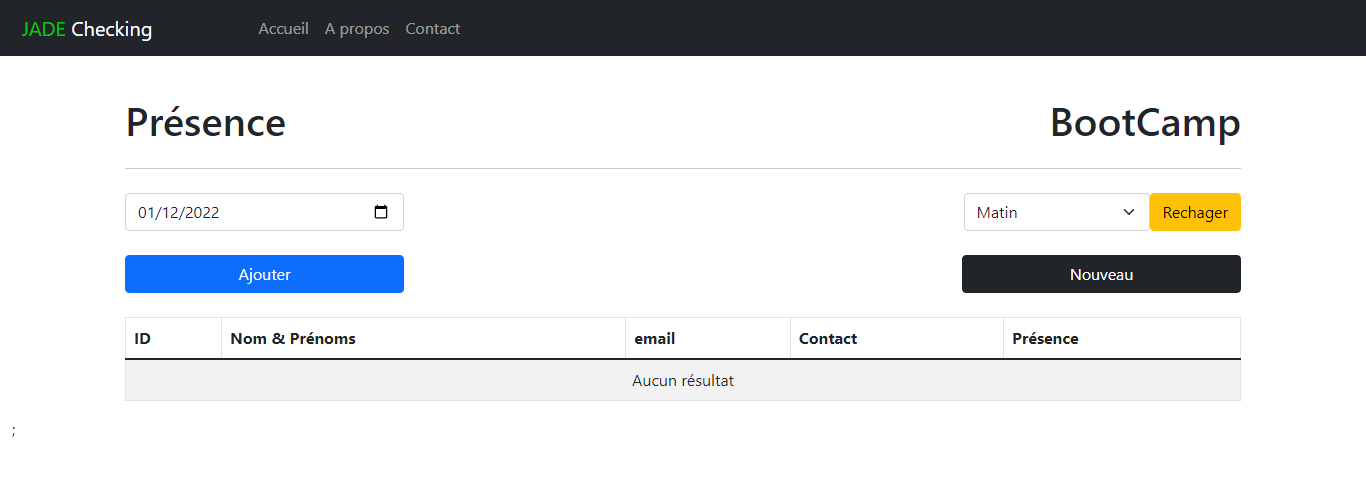 JADE Checking Accueil A propos Contact
Présence BootCamp
01/12/2022 Matin Rechager
Ajouter Nouveau
ID Nom & Prénoms email Contact Présence
Aucun résultat
;